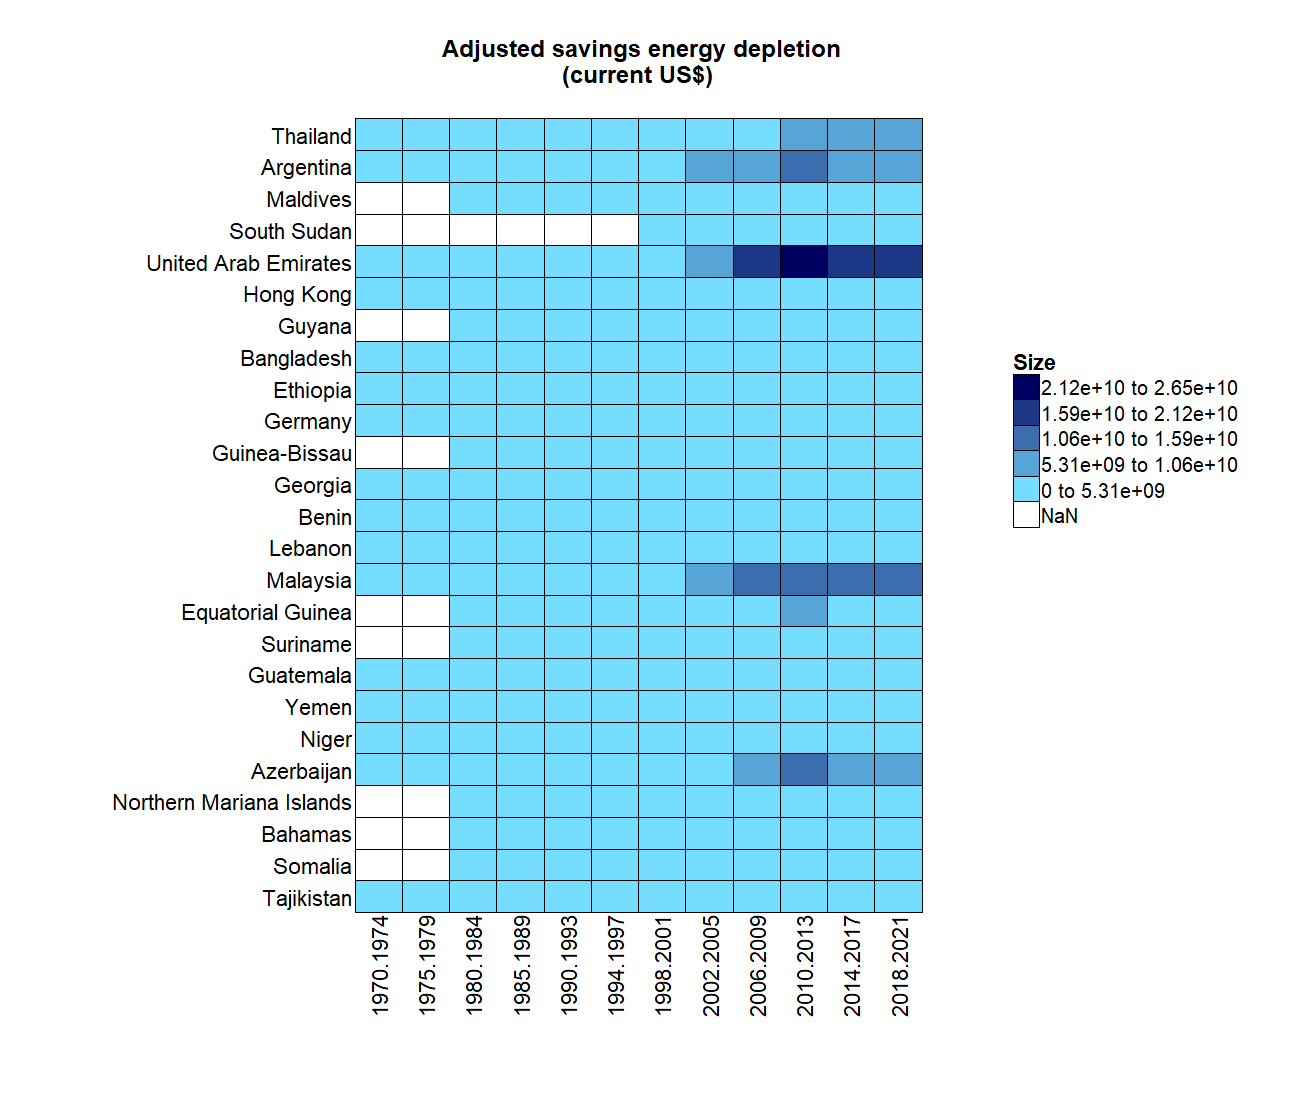 Adjusted savings energy depletion
(current US$)
Thailand
Argentina
Maldives
South Sudan
United Arab Emirates
Hong Kong
Guyana
Bangladesh
Ethiopia
Germany
Guinea-Bissau
Georgia
Benin
Lebanon
Malaysia
Equatorial Guinea
Suriname
Guatemala
Yemen
Niger
Azerbaijan
Northern Mariana Islands
Bahamas
Somalia
Tajikistan
1970.1974
1975.1979
1980.1984
1985.1989
1990.1993
1994.1997
1998.2001
2002.2005
2006.2009
2010.2013
2014.2017
2018.2021
Size
2.12e+10 to 2.65e+10
1.59e+10 to 2.12e+10
1.06e+10 to 1.59e+10
5.31e+09 to 1.06e+10
0 to 5.31e+09
NaN